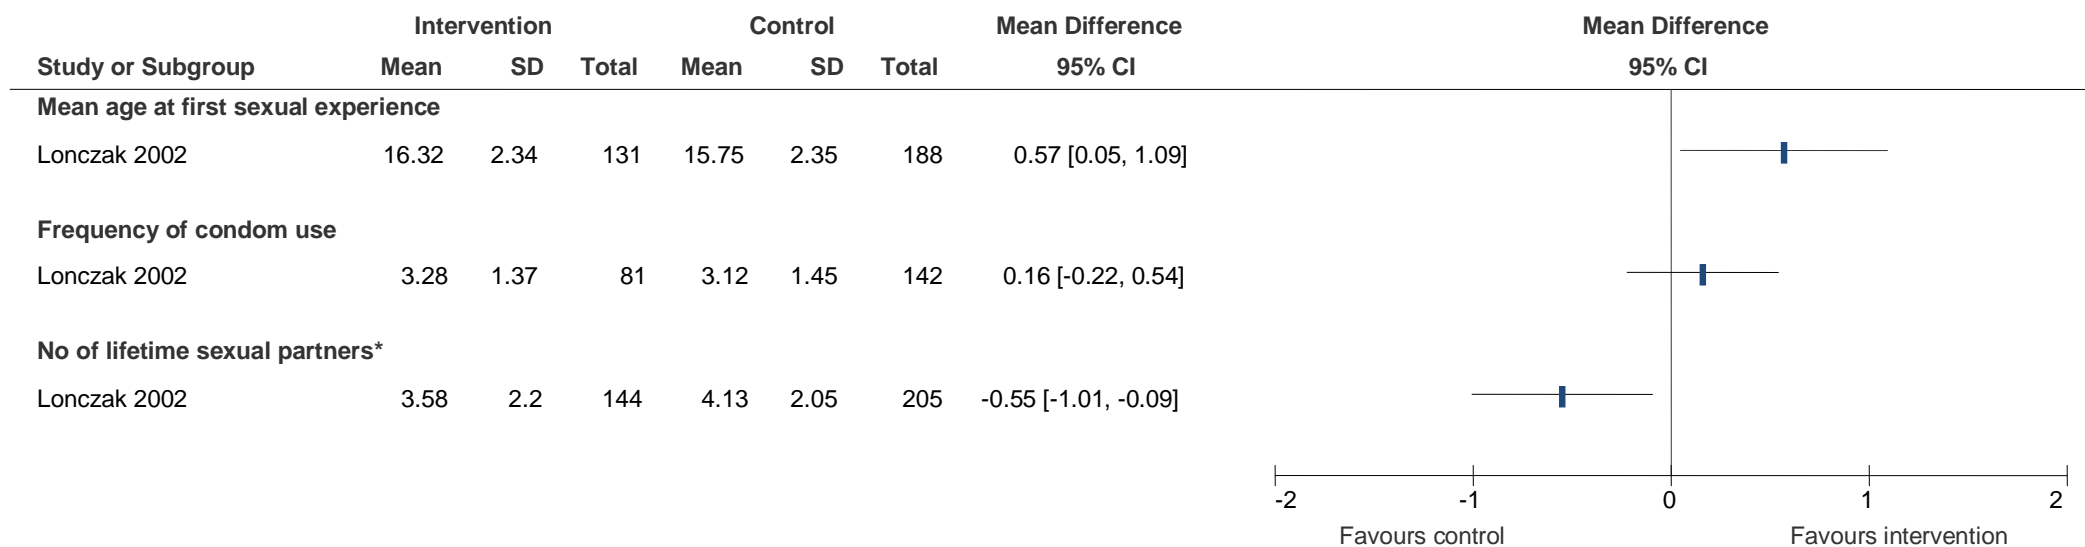 Intervention Control Mean Difference Mean Difference
Study or Subgroup Mean SD Total Mean SD Total 95% CI 95% CI
Mean age at first sexual experience
Lonczak 2002 16.32 2.34 131 15.75 2.35 188 0.57 [0.05, 1.09]
Frequency of condom use
Lonczak 2002 3.28 1.37 81 3.12 1.45 142 0.16 [-0.22, 0.54]
No of lifetime sexual partners*
Lonczak 2002 3.58 2.2 144 4.13 2.05 205 -0.55 [-1.01, -0.09]
-2 -1 0 1 2
Favours control Favours intervention